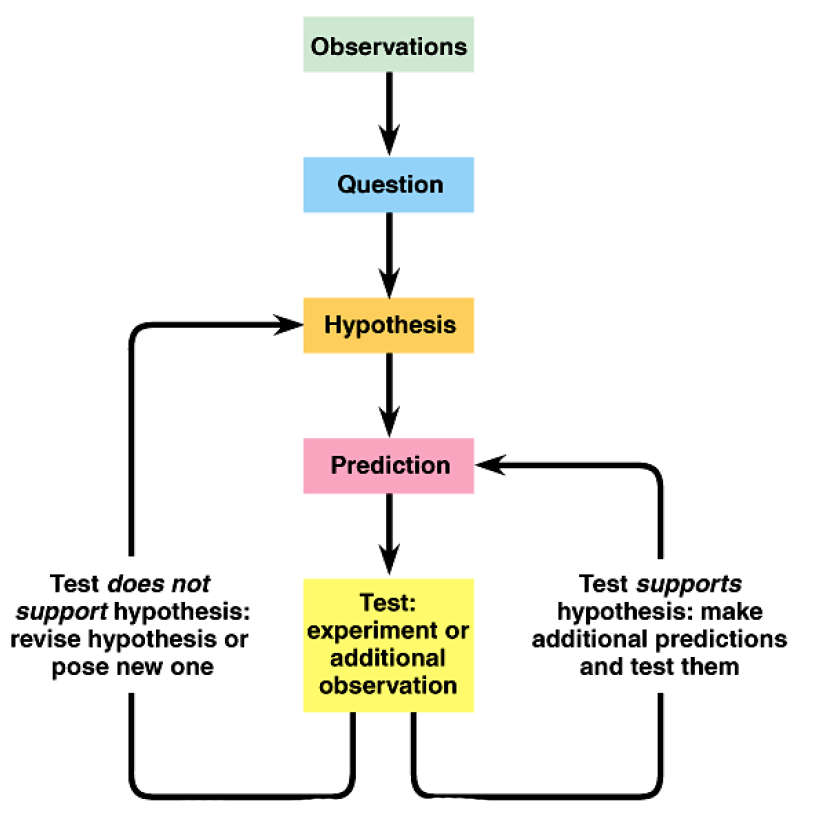 Observations
Question
Hypothesis
Prediction
Test does not
support hypothesis:
revise hypothesis or
pose new one
Test:
experiment or
additional
observation
Test supports
hypothesis: make
additional predictions
and test them